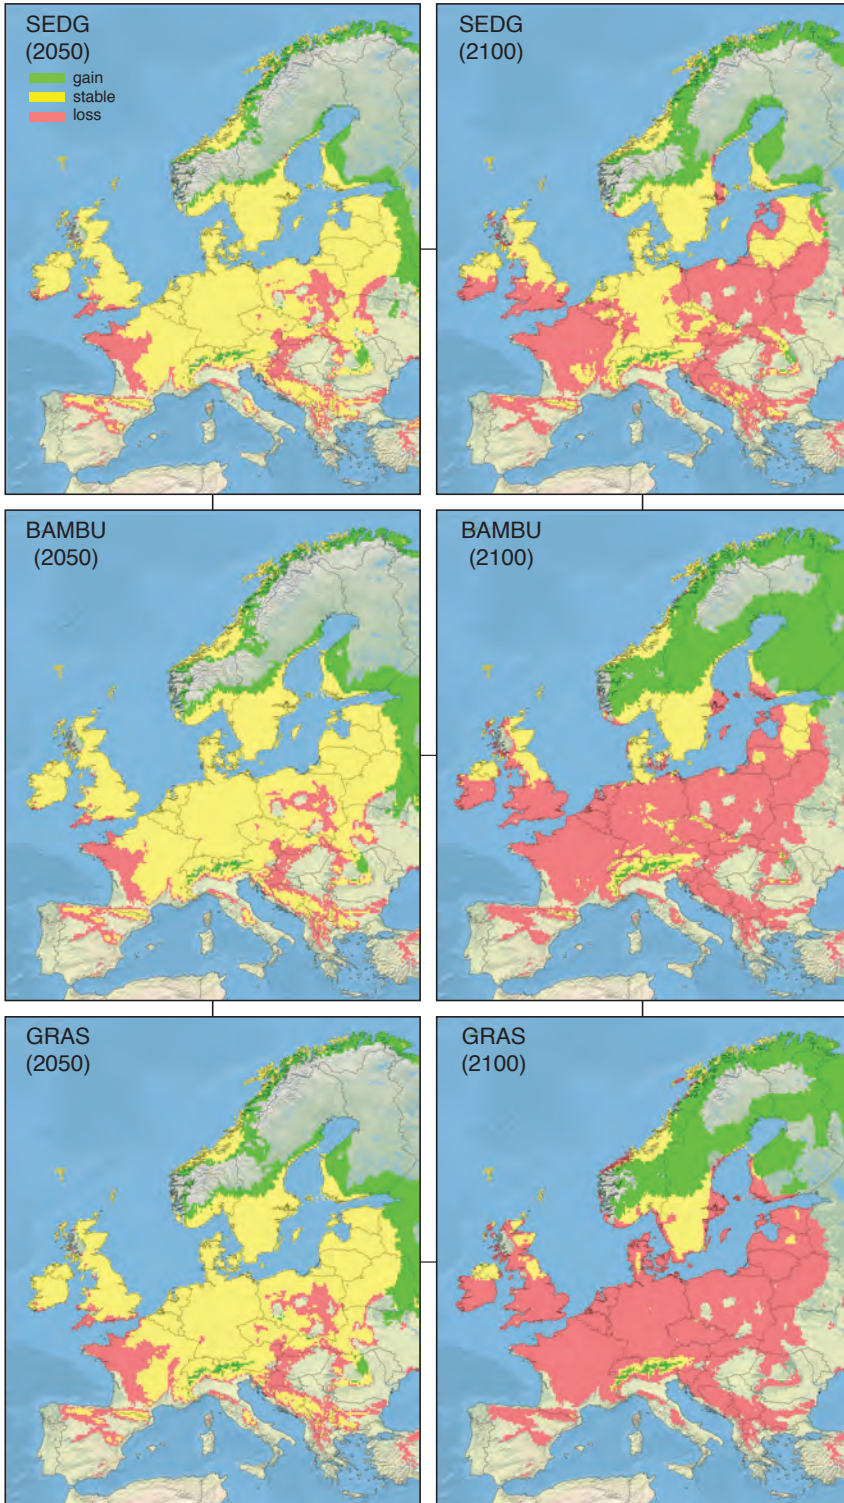 SEDG
(2050)
gain
stable
loss
SEDG
(2100)
BAMBU
(2050)
BAMBU
(2100)
GRAS
(2050)
GRAS
(2100)